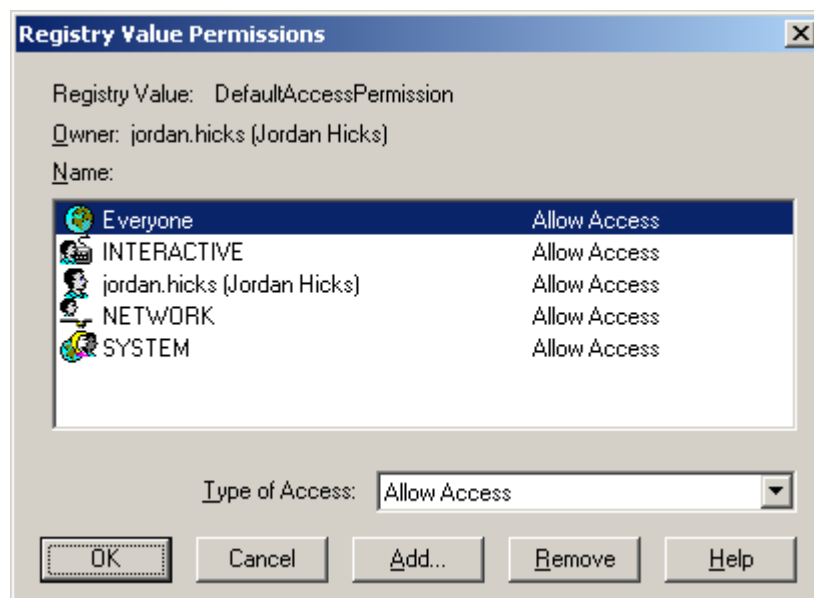 Registry Value Permissions
Registry Value: DefaultAccessPermission
Owner: jordan.hicks (Jordan Hicks)
Name:
Everyone Allow Access
INTERACTIVE Allow Access
jordan.hicks (Jordan Hicks) Allow Access
NETWORK Allow Access
SYSTEM Allow Access
Type of Access: Allow Access
OK Cancel Add... Remove Help